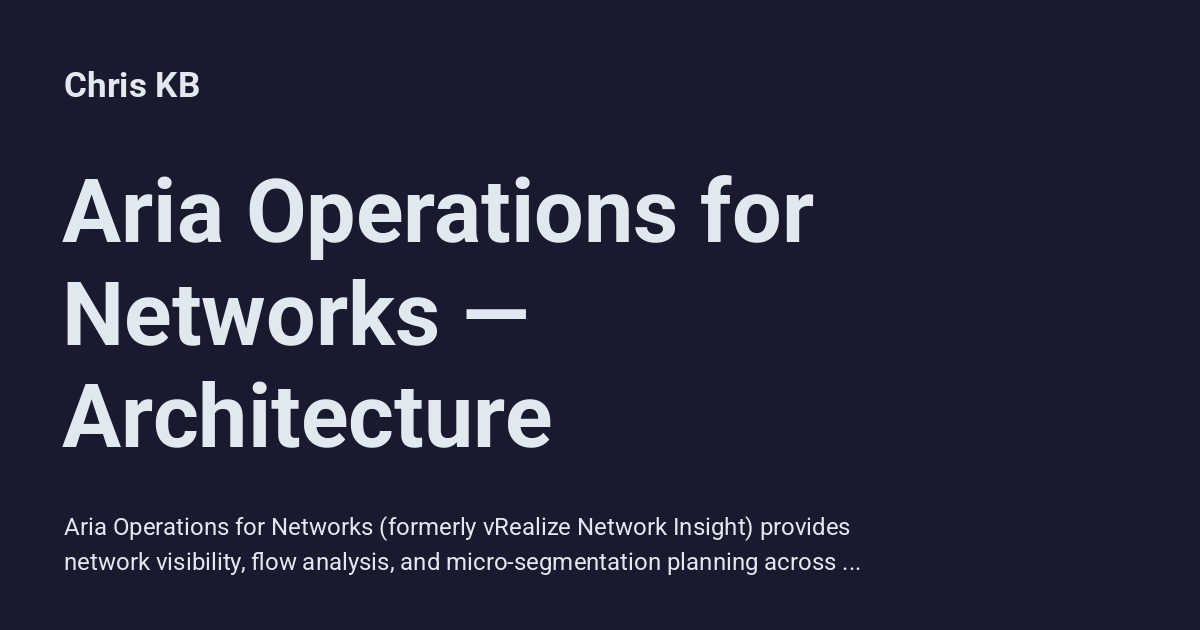 Chris KB
Aria Operations for
Networks —
Architecture
Aria Operations for Networks (formerly vRealize Network Insight) provides
network visibility, flow analysis, and micro-segmentation planning across ...